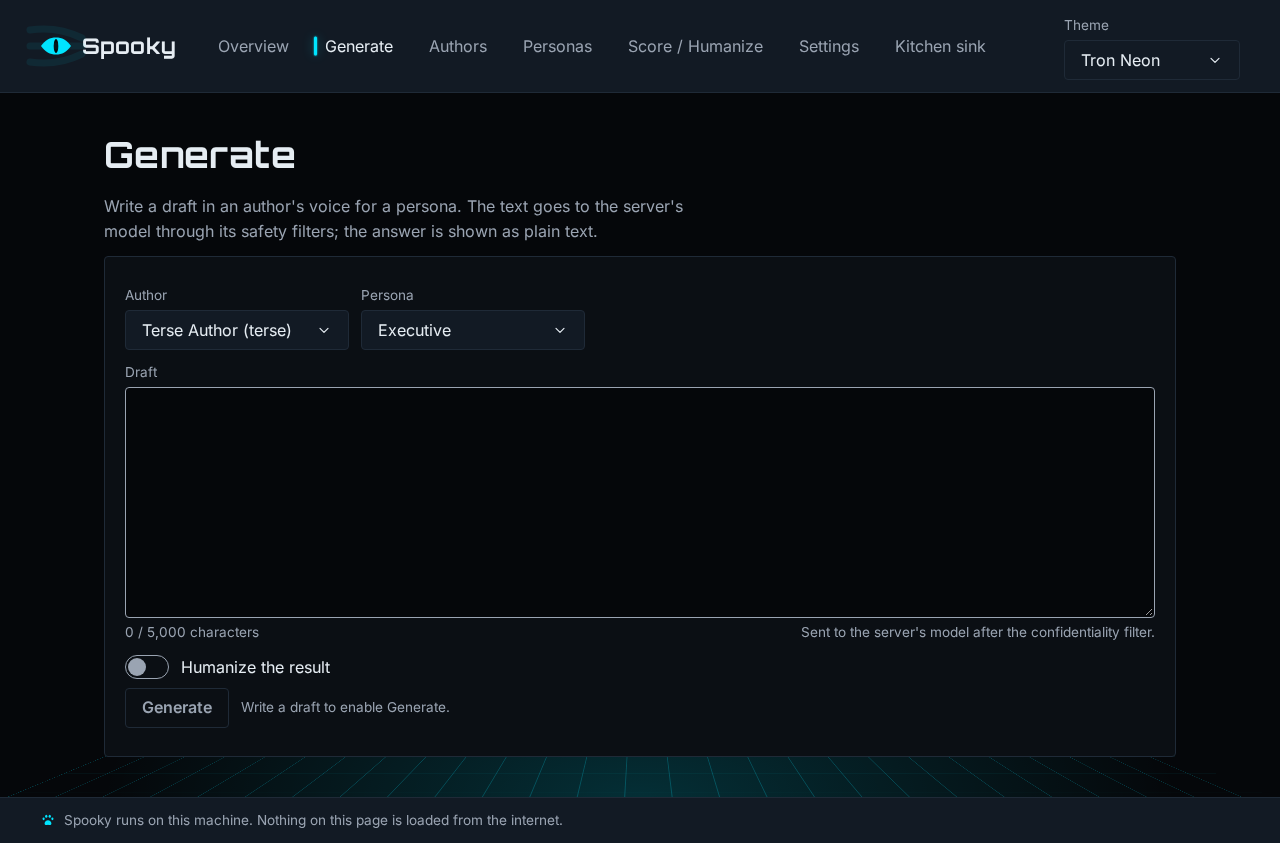 Spooky
Overview
Generate
Authors
Personas
Score / Humanize
Settings
Kitchen sink
Theme
Tron Neon
Generate
Write a draft in an author's voice for a persona. The text goes to the server's
model through its safety filters; the answer is shown as plain text.
Author
Persona
Terse Author (terse)
Executive
Draft
0 / 5,000 characters
Sent to the server's model after the confidentiality filter.
Humanize the result
Generate
Write a draft to enable Generate.
Spooky runs on this machine. Nothing on this page is loaded from the internet.